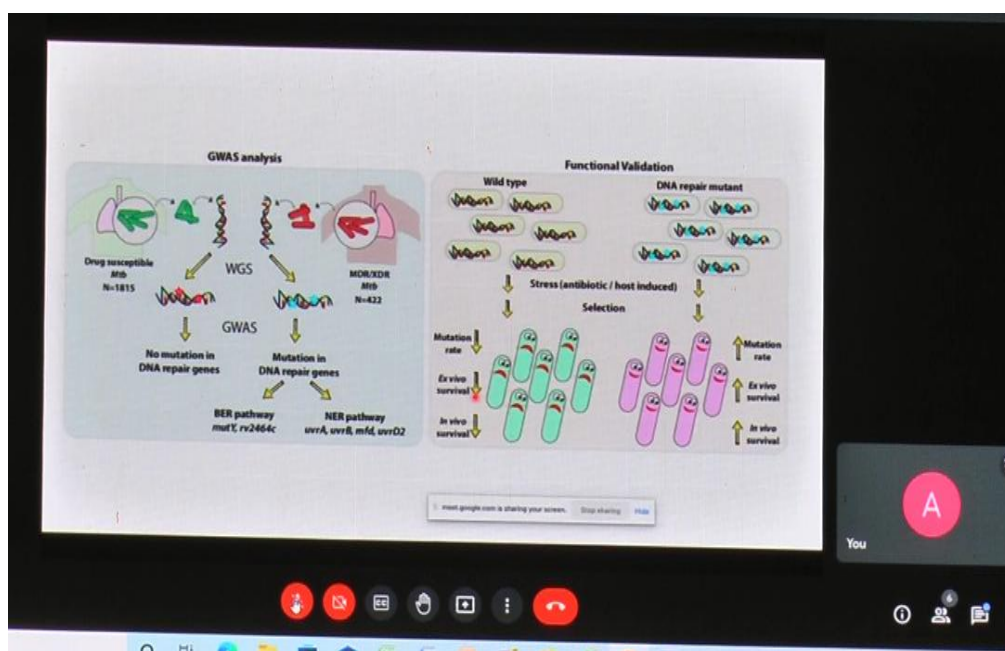 GWAS analysis
Drug susceptible
Mtb
N=1815
WGS
MDR/XDR
Mtb
N=422
GWAS
No mutation in
DNA repair genes
Mutation in
DNA repair genes
BER pathway
mutY, rv2464c
NER pathway
uvrA, uvrB, mfd, uvrD2
Functional Validation
Wild type
DNA repair mutant
Stress (antibiotic / host induced)
Selection
Mutation
rate
Ex vivo
survival
In vivo
survival
Mutation
rate
Ex vivo
survival
In vivo
survival
meet.google.com is sharing your screen.
Stop sharing
Hide
A
You
CC
6